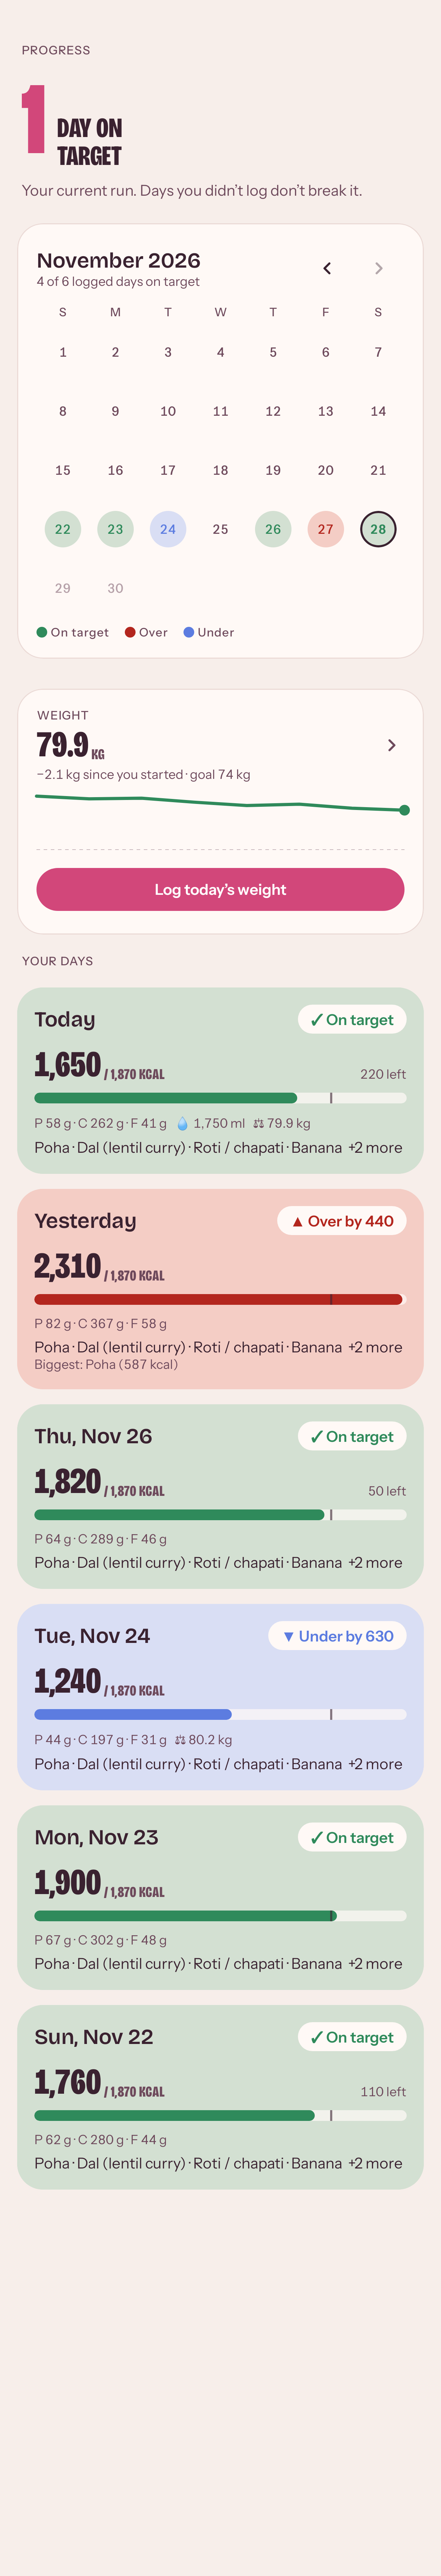 PROGRESS
1 DAY ON
TARGET
Your current run. Days you didn’t log don’t break it.
November 2026
4 of 6 logged days on target
S M T W T F S
1 2 3 4 5 6 7
8 9 10 11 12 13 14
15 16 17 18 19 20 21
22 23 24 25 26 27 28
29 30
On target Over Under
WEIGHT
79.9 KG
−2.1 kg since you started · goal 74 kg
Log today’s weight
YOUR DAYS
Today ✓ On target
1,650 / 1,870 KCAL 220 left
P 58 g · C 262 g · F 41 g 💧 1,750 ml ⚖ 79.9 kg
Poha · Dal (lentil curry) · Roti / chapati · Banana +2 more
Yesterday ▲ Over by 440
2,310 / 1,870 KCAL
P 82 g · C 367 g · F 58 g
Poha · Dal (lentil curry) · Roti / chapati · Banana +2 more
Biggest: Poha (587 kcal)
Thu, Nov 26 ✓ On target
1,820 / 1,870 KCAL 50 left
P 64 g · C 289 g · F 46 g
Poha · Dal (lentil curry) · Roti / chapati · Banana +2 more
Tue, Nov 24 ▼ Under by 630
1,240 / 1,870 KCAL
P 44 g · C 197 g · F 31 g ⚖ 80.2 kg
Poha · Dal (lentil curry) · Roti / chapati · Banana +2 more
Mon, Nov 23 ✓ On target
1,900 / 1,870 KCAL
P 67 g · C 302 g · F 48 g
Poha · Dal (lentil curry) · Roti / chapati · Banana +2 more
Sun, Nov 22 ✓ On target
1,760 / 1,870 KCAL 110 left
P 62 g · C 280 g · F 44 g
Poha · Dal (lentil curry) · Roti / chapati · Banana +2 more